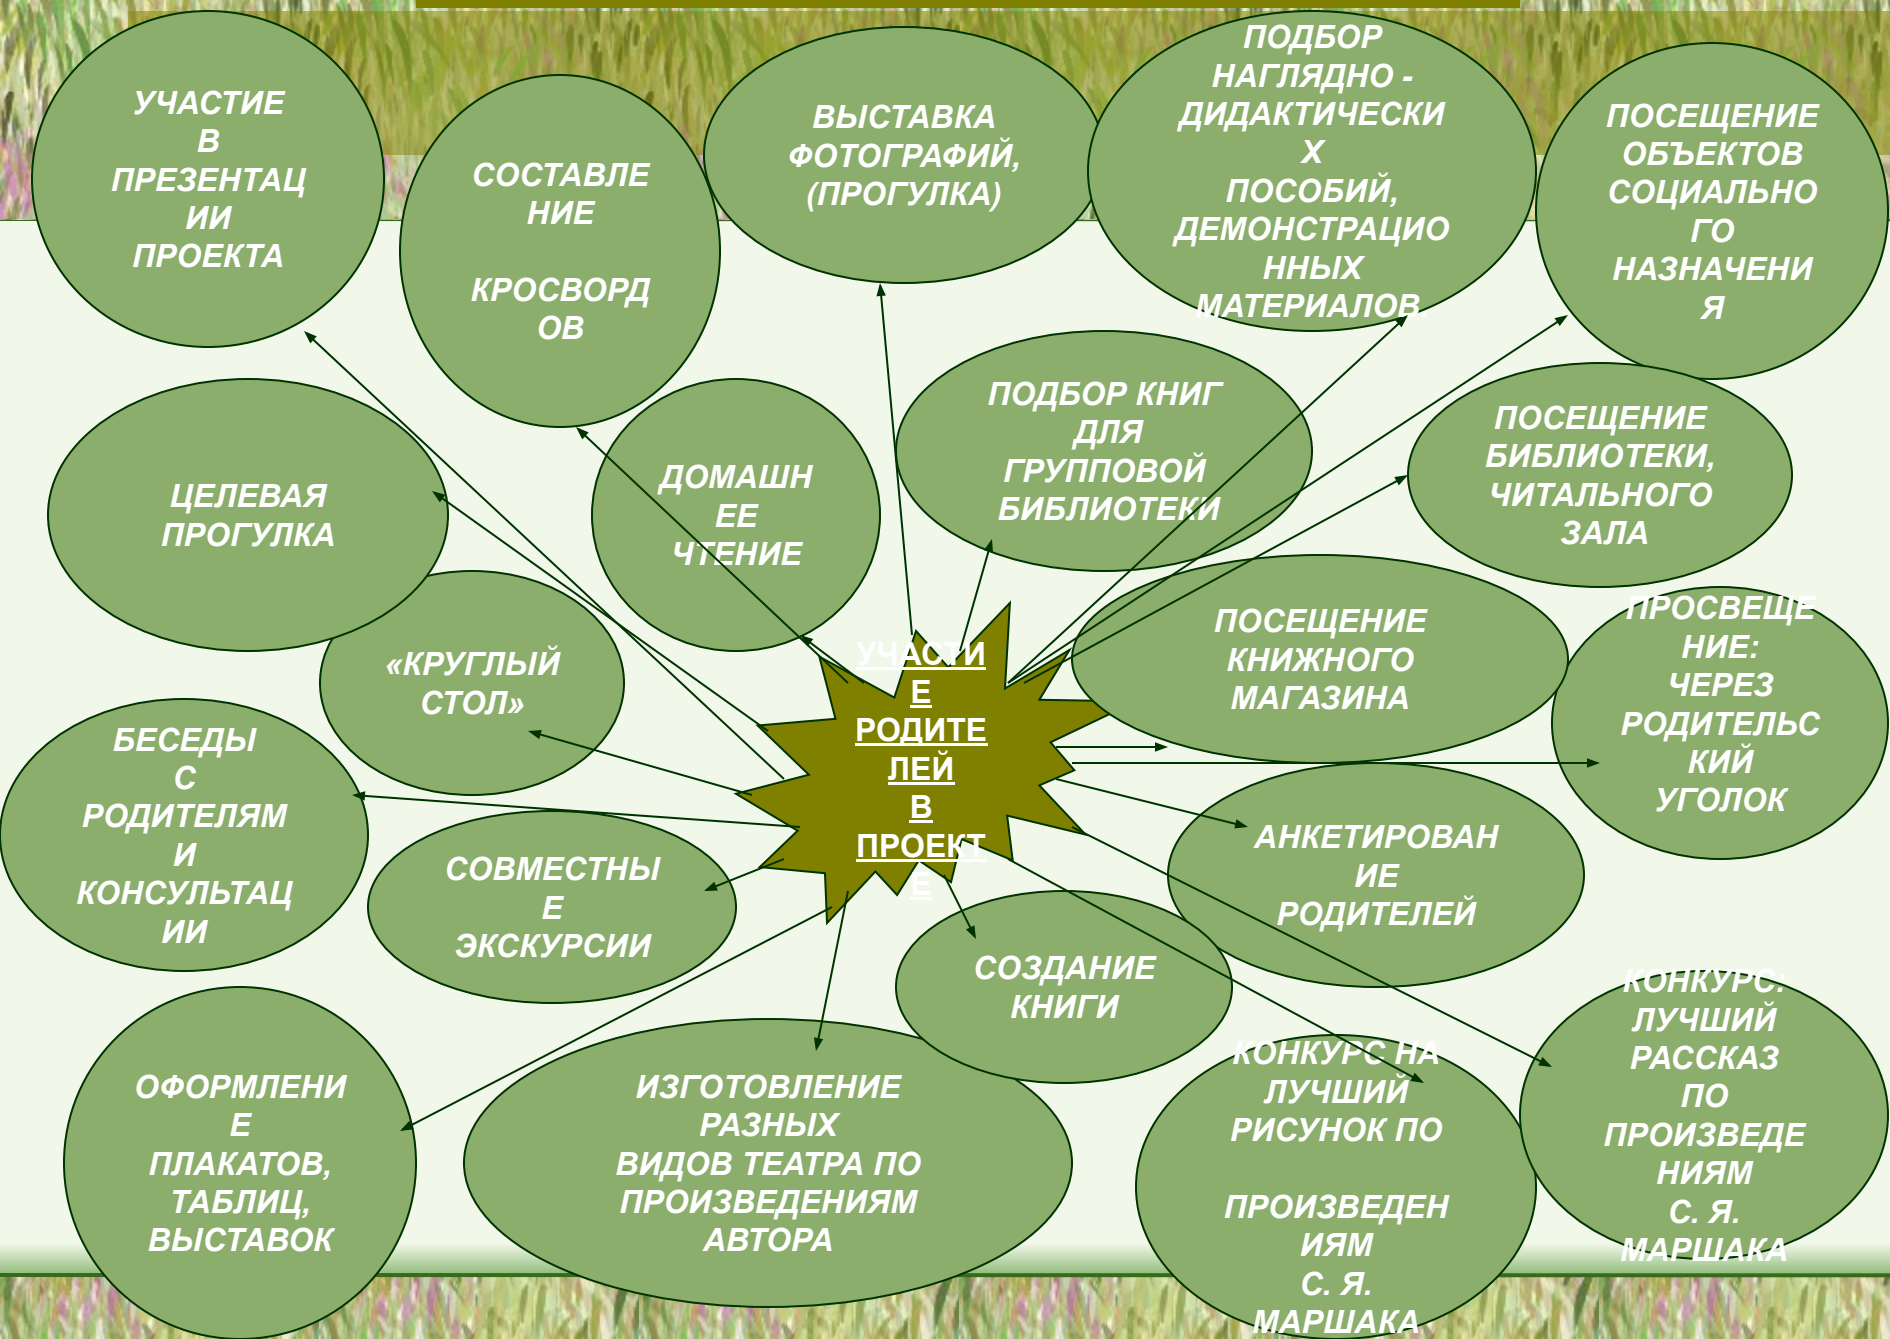 УЧАСТИЕ
В
ПРЕЗЕНТАЦ
ИИ
ПРОЕКТА
СОСТАВЛЕ
НИЕ
КРОСВОРД
ОВ
ВЫСТАВКА
ФОТОГРАФИЙ,
(ПРОГУЛКА)
ПОДБОР
НАГЛЯДНО -
ДИДАКТИЧЕСКИ
Х
ПОСОБИЙ,
ДЕМОНСТРАЦИО
ННЫХ
МАТЕРИАЛОВ.
ПОСЕЩЕНИЕ
ОБЪЕКТОВ
СОЦИАЛЬНО
ГО
НАЗНАЧЕНИ
Я
ЦЕЛЕВАЯ
ПРОГУЛКА
ДОМАШН
ЕЕ
ЧТЕНИЕ
ПОДБОР КНИГ
ДЛЯ
ГРУППОВОЙ
БИБЛИОТЕКИ
ПОСЕЩЕНИЕ
БИБЛИОТЕКИ,
ЧИТАЛЬНОГО
ЗАЛА
«КРУГЛЫЙ
СТОЛ»
УЧАСТИ
Е
РОДИТЕ
ЛЕЙ
В
ПРОЕКТ
Е
ПОСЕЩЕНИЕ
КНИЖНОГО
МАГАЗИНА
ПРОСВЕЩЕ
НИЕ:
ЧЕРЕЗ
РОДИТЕЛЬС
КИЙ
УГОЛОК
БЕСЕДЫ
С
РОДИТЕЛЯМ
И
КОНСУЛЬТАЦ
ИИ
СОВМЕСТНЫ
Е
ЭКСКУРСИИ
АНКЕТИРОВАН
ИЕ
РОДИТЕЛЕЙ
СОЗДАНИЕ
КНИГИ
ОФОРМЛЕНИ
Е
ПЛАКАТОВ,
ТАБЛИЦ,
ВЫСТАВОК
ИЗГОТОВЛЕНИЕ
РАЗНЫХ
ВИДОВ ТЕАТРА ПО
ПРОИЗВЕДЕНИЯМ
АВТОРА
КОНКУРС НА
ЛУЧШИЙ
РИСУНОК ПО
ПРОИЗВЕДЕН
ИЯМ
С. Я.
МАРШАКА
КОНКУРС:
ЛУЧШИЙ
РАССКАЗ
ПО
ПРОИЗВЕДЕ
НИЯМ
С. Я.
МАРШАКА